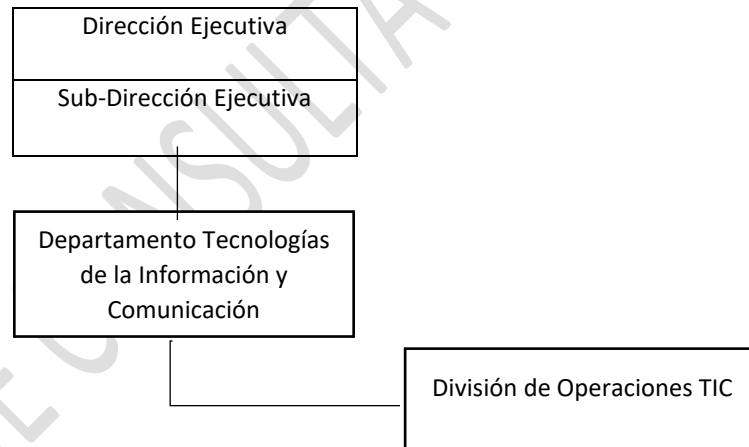 Dirección Ejecutiva
Sub-Dirección Ejecutiva
Departamento Tecnologías
de la Información y
Comunicación
División de Operaciones TIC